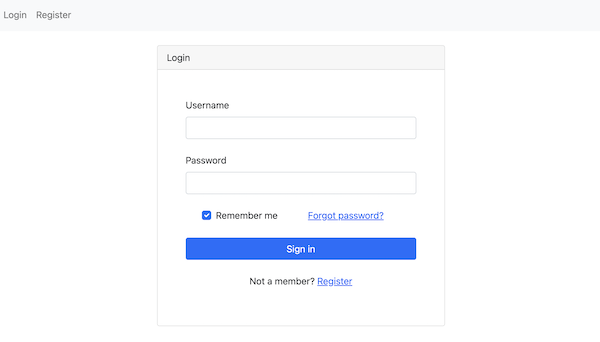 Login Register
Login
Username
Password
Remember me Forgot password?
Sign in
Not a member? Register